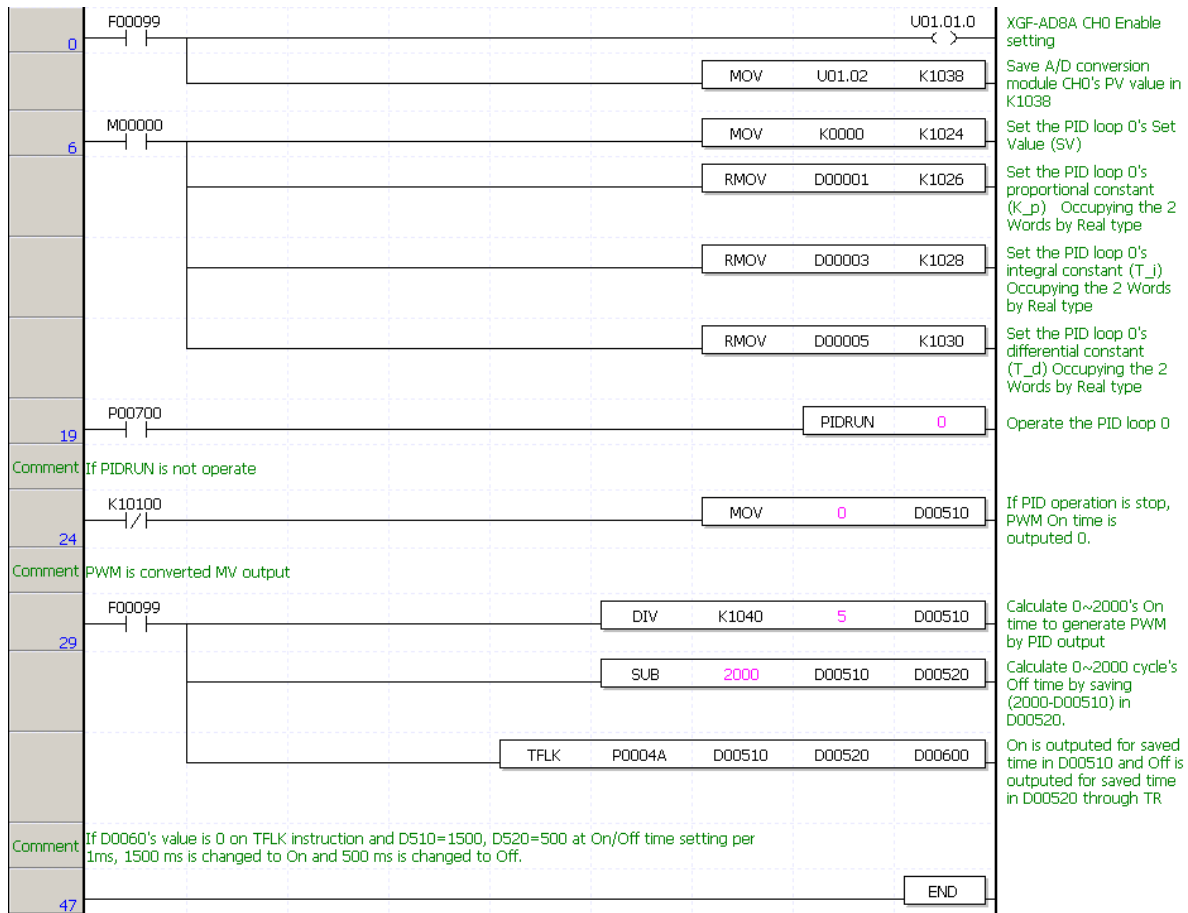 F00099
U01.01.0
0
XGF-AD8A CH0 Enable
setting
MOV U01.02 K1038
Save A/D conversion
module CH0's PV value in
K1038
M00000
6
MOV K0000 K1024
Set the PID loop 0's Set
Value (SV)
RMOV D00001 K1026
Set the PID loop 0's
proportional constant
(K_p) Occupying the 2
Words by Real type
RMOV D00003 K1028
Set the PID loop 0's
integral constant (T_i)
Occupying the 2 Words
by Real type
RMOV D00005 K1030
Set the PID loop 0's
differential constant
(T_d) Occupying the 2
Words by Real type
P00700
19
PIDRUN 0
Operate the PID loop 0
Comment If PIDRUN is not operate
K10100
24
MOV 0 D00510
If PID operation is stop,
PWM On time is
outputed 0.
Comment PWM is converted MV output
F00099
29
DIV K1040 5 D00510
Calculate 0~2000's On
time to generate PWM
by PID output
SUB 2000 D00510 D00520
Calculate 0~2000 cycle's
Off time by saving
(2000-D00510) in
D00520.
TFLK P0004A D00510 D00520 D00600
On is outputed for saved
time in D00510 and Off is
outputed for saved time
in D00520 through TR
Comment If D0060's value is 0 on TFLK instruction and D510=1500, D520=500 at On/Off time setting per
1ms, 1500 ms is changed to On and 500 ms is changed to Off.
47
END